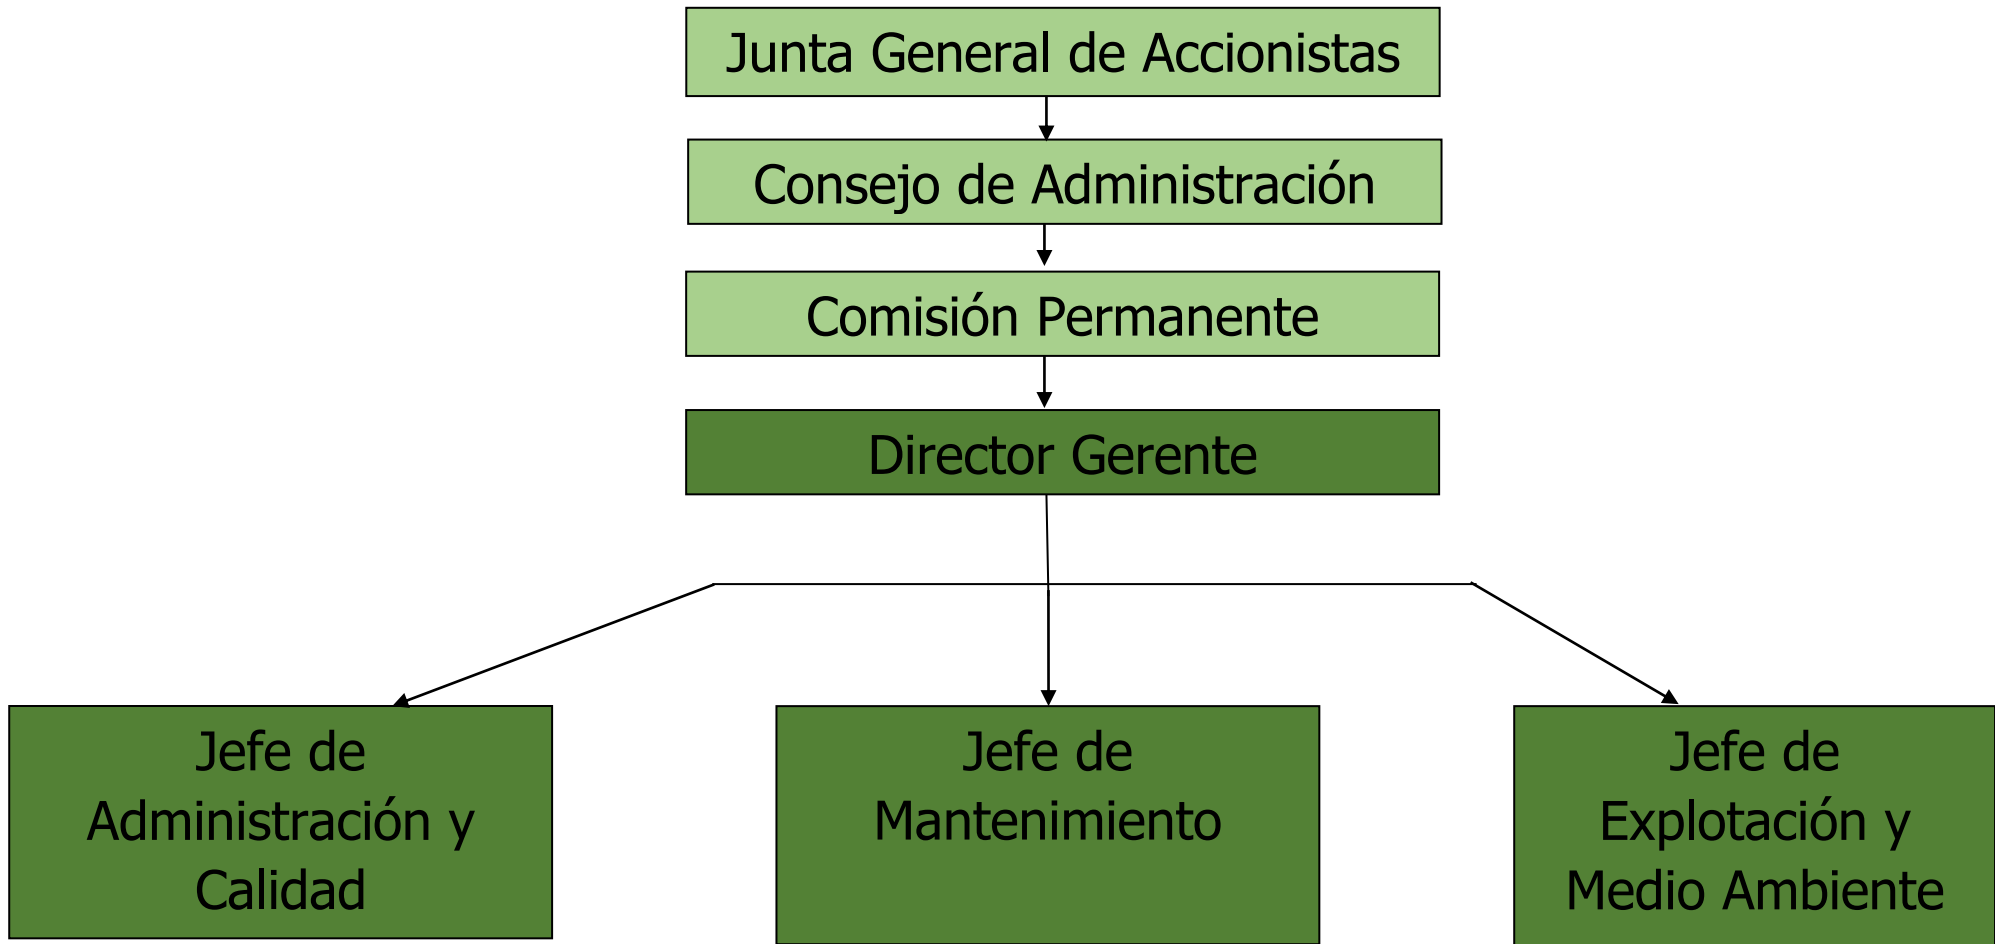 Junta General de Accionistas
Consejo de Administración
Comisión Permanente
Director Gerente
Jefe de
Administración y
Calidad
Jefe de
Mantenimiento
Jefe de
Explotación y
Medio Ambiente